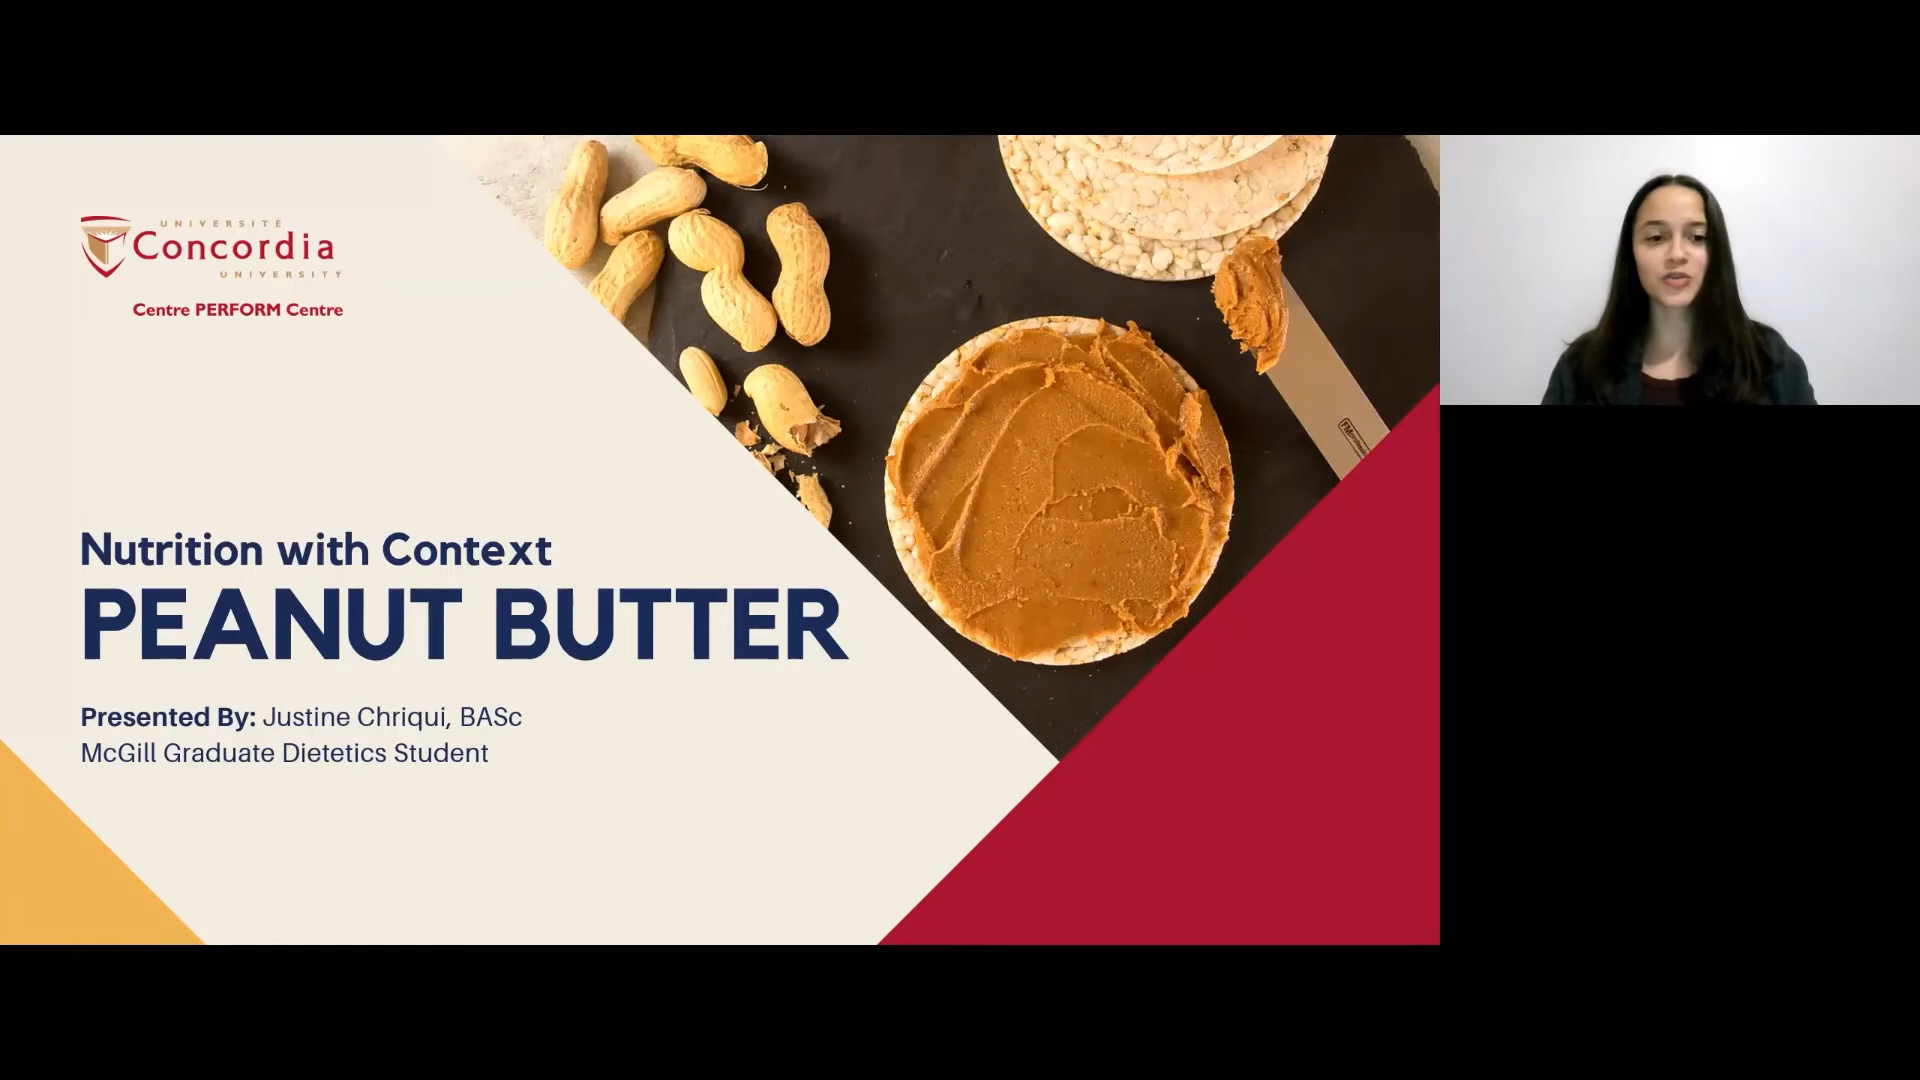 UNIVERSITÉ
Concordia
UNIVERSITY
Centre PERFORM Centre
Nutrition with Context
PEANUT BUTTER
Presented By: Justine Chriqui, BASc
McGill Graduate Dietetics Student